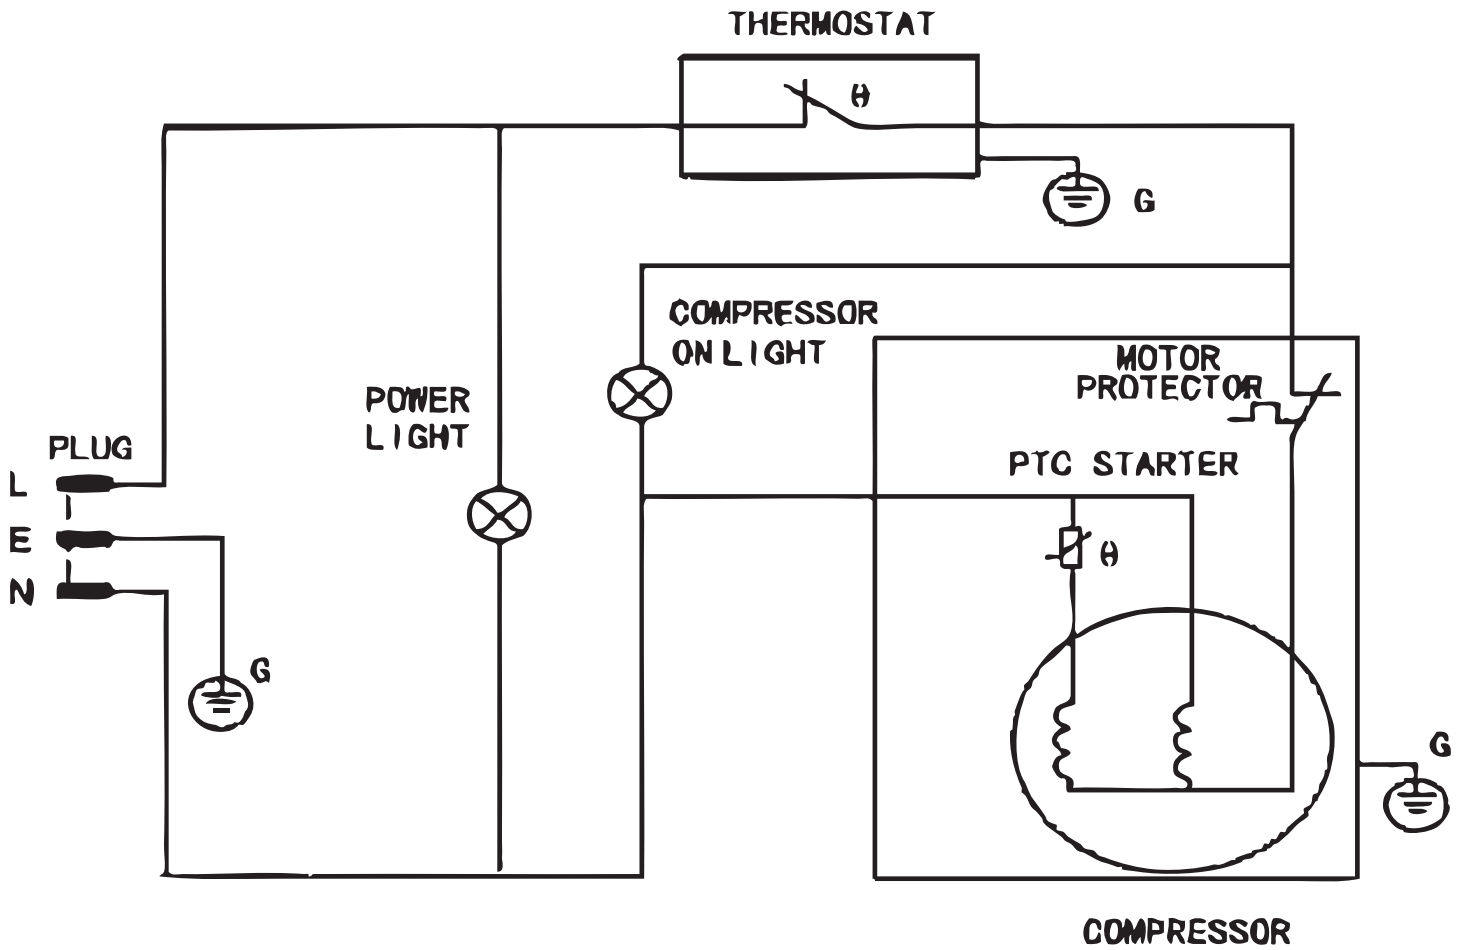 THERMOSTAT
θ
G
COMPRESSOR
ON LIGHT
MOTOR
PROTECTOR
POWER
LIGHT
PLUG
PTC STARTER
L
E
θ
N
G
G
COMPRESSOR